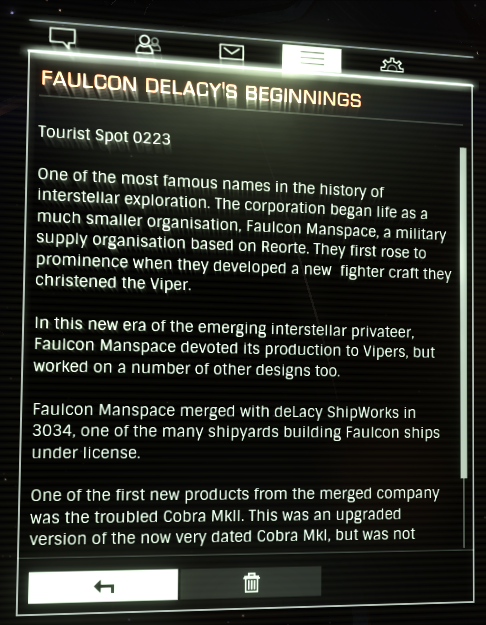 FAULCON DELACY'S BEGINNINGS
Tourist Spot 0223
One of the most famous names in the history of
interstellar exploration. The corporation began life as a
much smaller organisation, Faulcon Manspace, a military
supply organisation based on Reorte. They first rose to
prominence when they developed a new fighter craft they
christened the Viper.
In this new era of the emerging interstellar privateer,
Faulcon Manspace devoted its production to Vipers, but
worked on a number of other designs too.
Faulcon Manspace merged with deLacy ShipWorks in
3034, one of the many shipyards building Faulcon ships
under license.
One of the first new products from the merged company
was the troubled Cobra MkII. This was an upgraded
version of the now very dated Cobra MkI, but was not